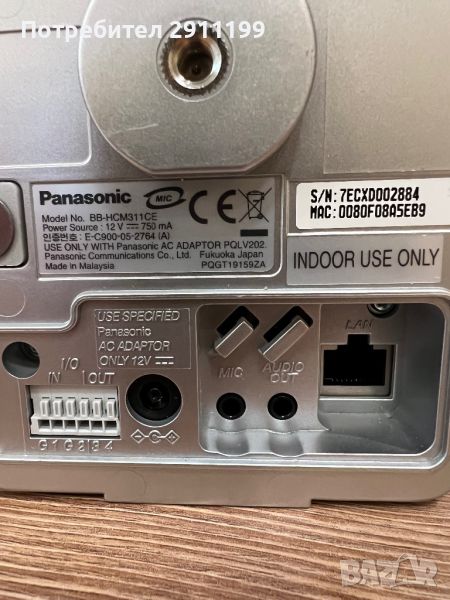 Потребител 2911199
Panasonic MIC CE
Model No. BB-HCM311CE
Power Source : 12 V ⎓ 750 mA
인증번호 : E-C900-05-2764 (A)
USE ONLY WITH Panasonic AC ADAPTOR PQLV202.
Panasonic Communications Co., Ltd. Fukuoka Japan
Made in Malaysia PQGT19159ZA
S/N: 7ECXD002884
MAC: 0080F08A5EB9
INDOOR USE ONLY
USE SPECIFIED
Panasonic
AC ADAPTOR
ONLY 12V ⎓
I/O
IN OUT
G 1 G 2 3 4
MIC
AUDIO
OUT
LAN
BAZAR.bg